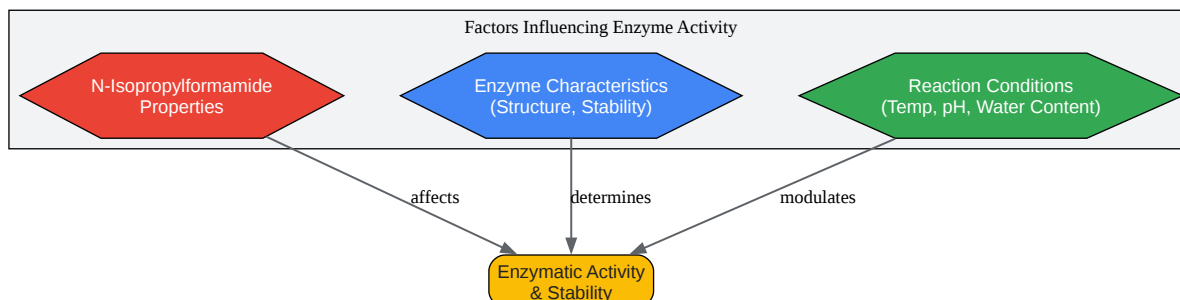 Factors Influencing Enzyme Activity
N-Isopropylformamide
Properties
Enzyme Characteristics
(Structure, Stability)
Reaction Conditions
(Temp, pH, Water Content)
affects
determines
modulates
Enzymatic Activity
& Stability